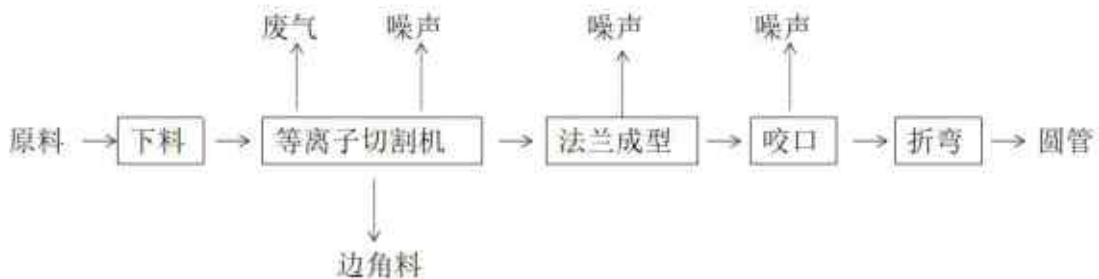 废气 噪声 噪声 噪声
原料 下料 等离子切割机 法兰成型 咬口 折弯 圆管
边角料